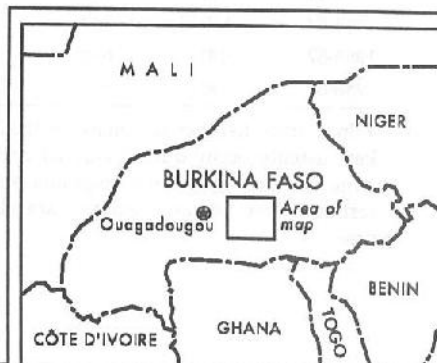 MALI
NIGER
BURKINA FASO
Ouagadougou
Area of
map
BENIN
CÔTE D'IVOIRE
GHANA
TOGO